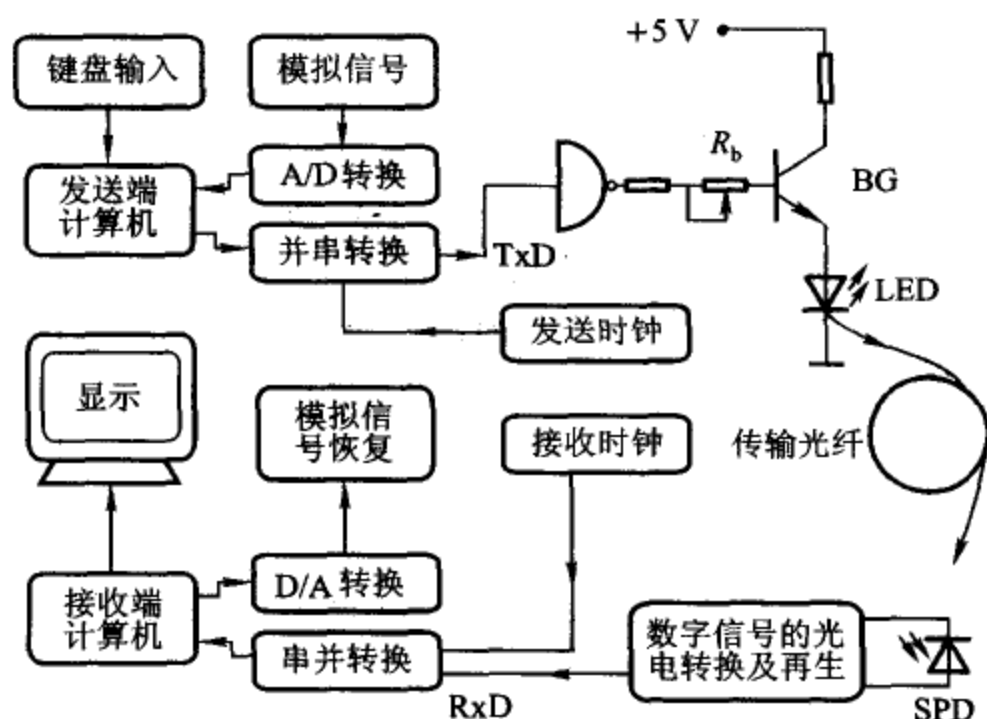 +5 V
键盘输入
模拟信号
R_b
A/D 转换
BG
发送端
计算机
并串转换
TxD
LED
发送时钟
显示
模拟信
号恢复
接收时钟
传输光纤
D/A 转换
接收端
计算机
数字信号的光
电转换及再生
串并转换
RxD
SPD